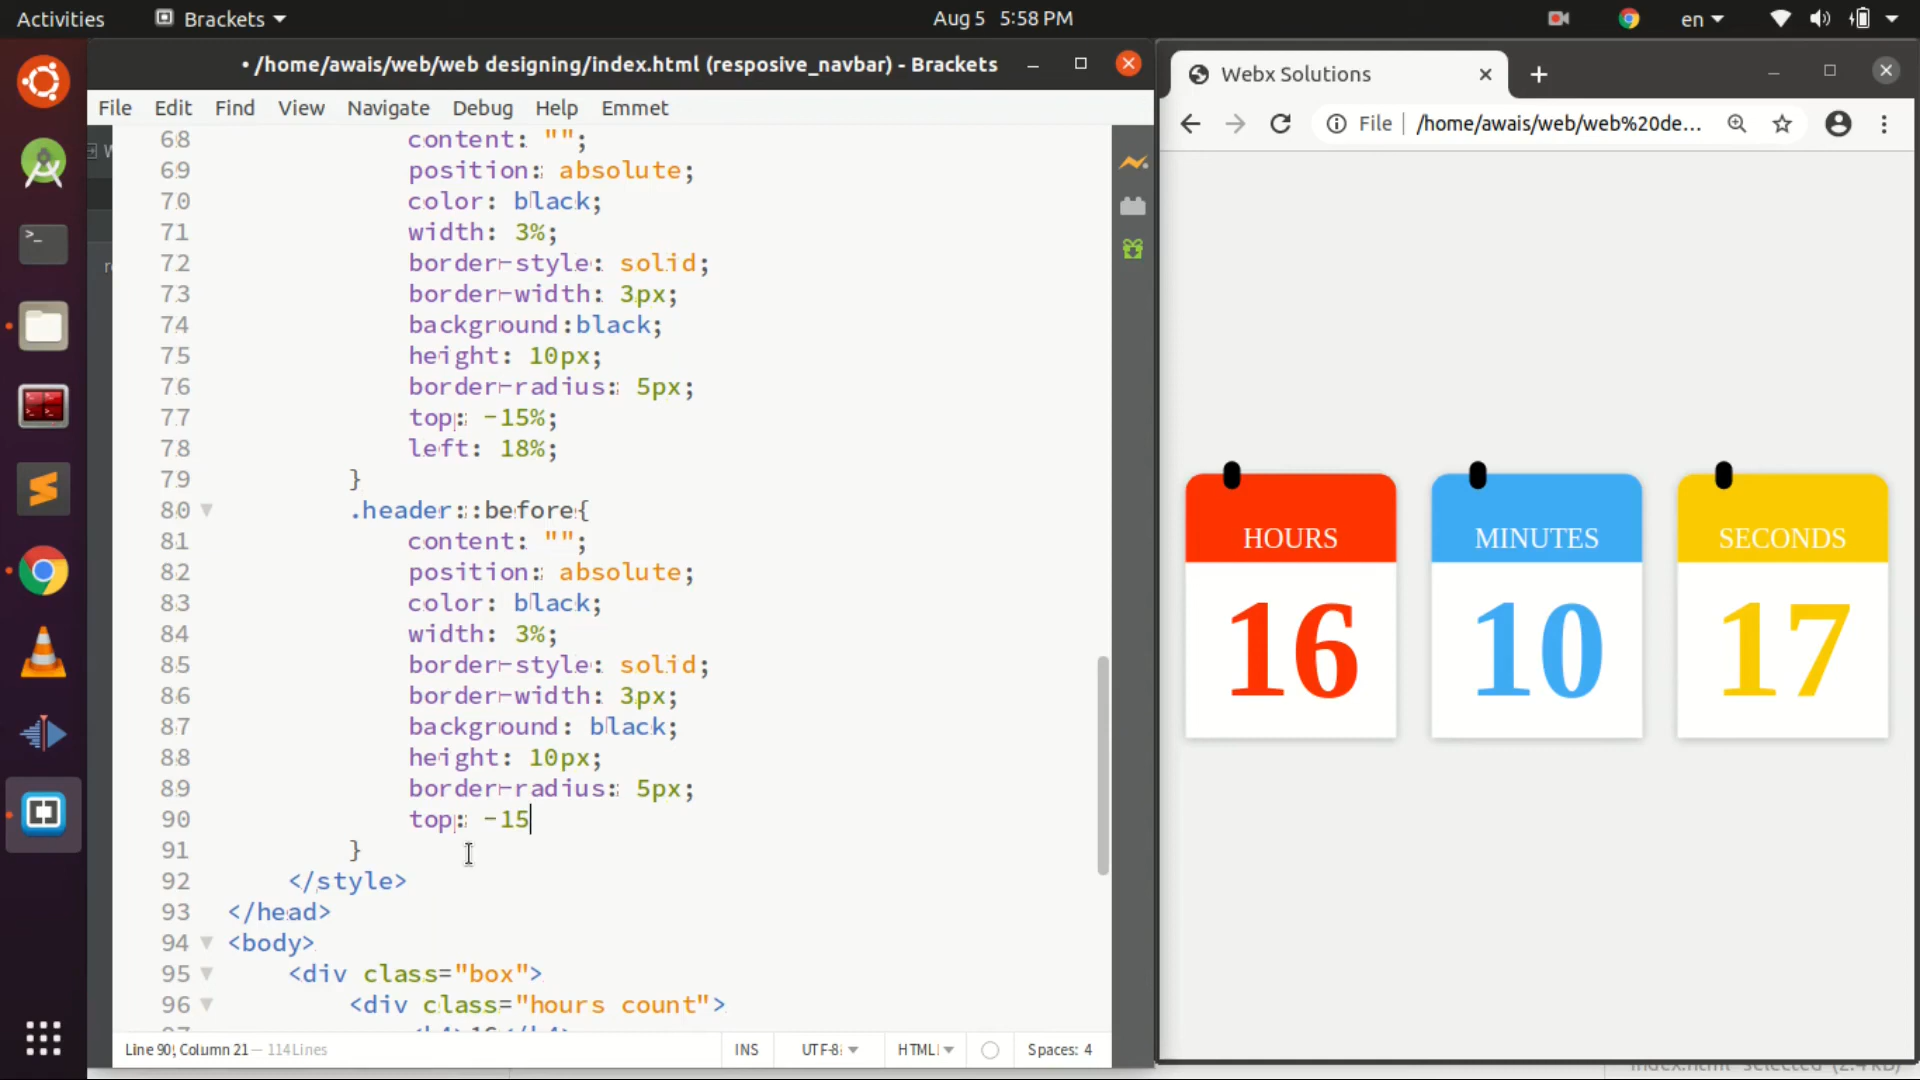 Activities
Brackets
Aug 5 5:58 PM
en
• /home/awais/web/web designing/index.html (resposive_navbar) - Brackets
File Edit Find View Navigate Debug Help Emmet
68 content: "";
69 position: absolute;
70 color: black;
71 width: 3%;
72 border-style: solid;
73 border-width: 3px;
74 background:black;
75 height: 10px;
76 border-radius: 5px;
77 top: -15%;
78 left: 18%;
79 }
80 .header::before{
81 content: "";
82 position: absolute;
83 color: black;
84 width: 3%;
85 border-style: solid;
86 border-width: 3px;
87 background: black;
88 height: 10px;
89 border-radius: 5px;
90 top: -15
91 }
92 </style>
93 </head>
94 <body>
95 <div class="box">
96 <div class="hours count">
Line 90, Column 21 — 114 Lines
INS UTF-8 HTML Spaces: 4
Webx Solutions
File /home/awais/web/web%20de...
HOURS
16
MINUTES
10
SECONDS
17